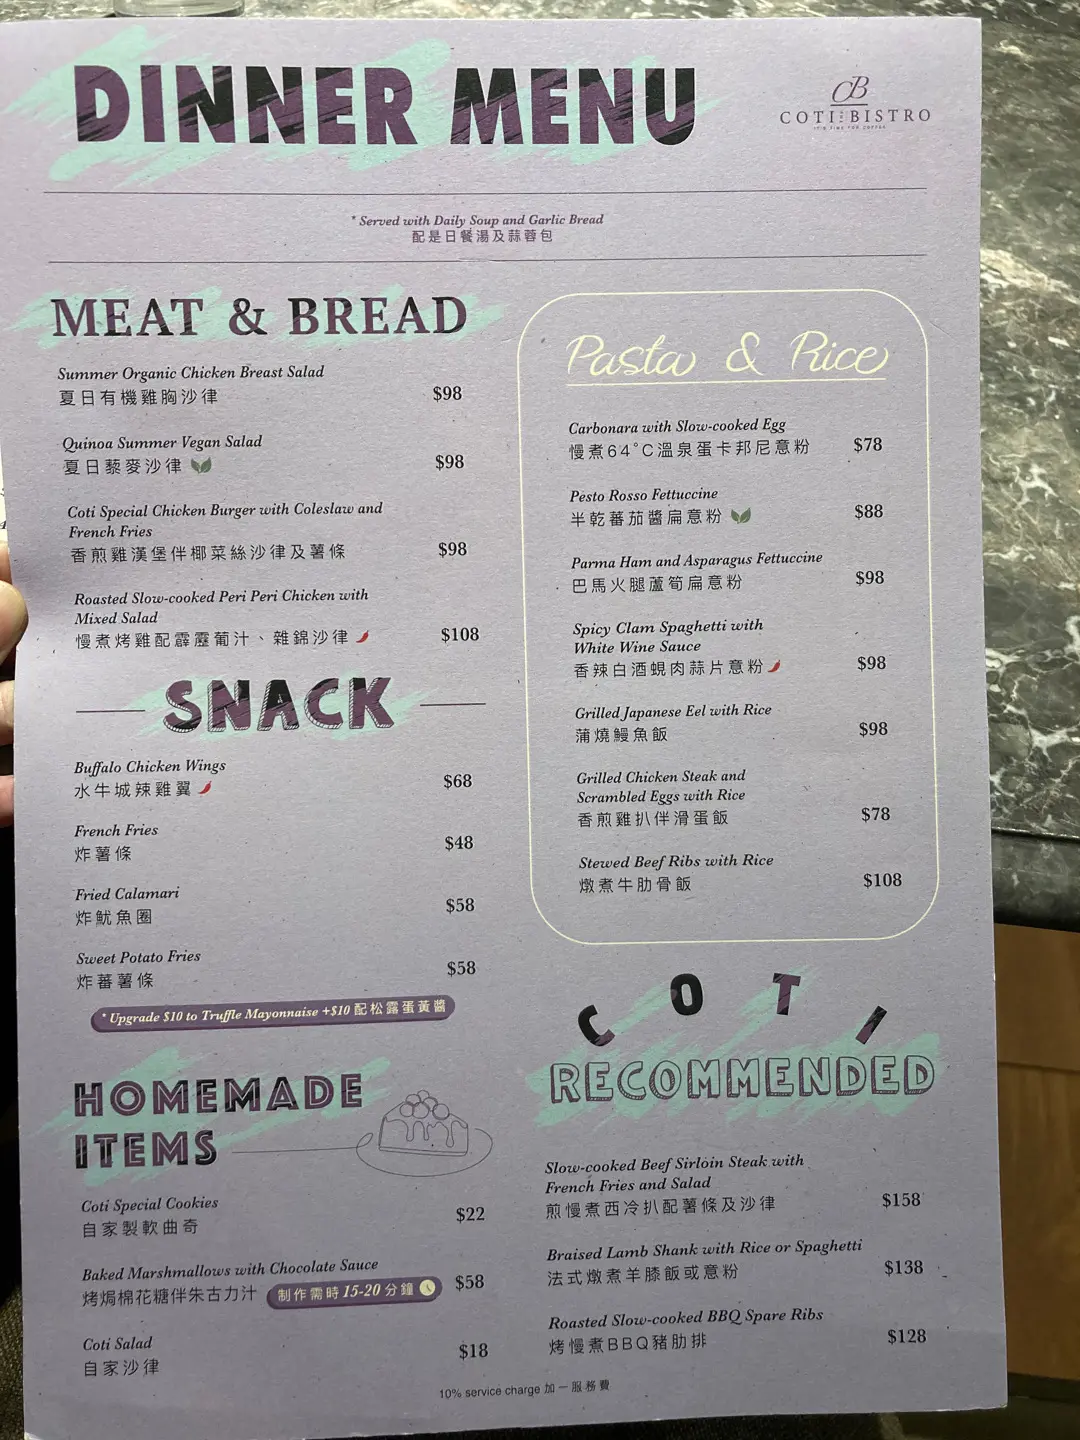 DINNER MENU
CB
COTI THE BISTRO
IT'S TIME FOR COFFEE
* Served with Daily Soup and Garlic Bread
配是日餐湯及蒜蓉包
MEAT & BREAD
Summer Organic Chicken Breast Salad
夏日有機雞胸沙律 $98
Quinoa Summer Vegan Salad
夏日藜麥沙律 $98
Coti Special Chicken Burger with Coleslaw and
French Fries
香煎雞漢堡伴椰菜絲沙律及薯條 $98
Roasted Slow-cooked Peri Peri Chicken with
Mixed Salad
慢煮烤雞配霹靂葡汁、雜錦沙律 $108
SNACK
Buffalo Chicken Wings
水牛城辣雞翼 $68
French Fries
炸薯條 $48
Fried Calamari
炸魷魚圈 $58
Sweet Potato Fries
炸蕃薯條 $58
* Upgrade $10 to Truffle Mayonnaise +$10 配松露蛋黃醬
HOMEMADE
ITEMS
Coti Special Cookies
自家製軟曲奇 $22
Baked Marshmallows with Chocolate Sauce
烤焗棉花糖伴朱古力汁 制作需時 15-20 分鐘 $58
Coti Salad
自家沙律 $18
Pasta & Rice
Carbonara with Slow-cooked Egg
慢煮64°C溫泉蛋卡邦尼意粉 $78
Pesto Rosso Fettuccine
半乾蕃茄醬扁意粉 $88
Parma Ham and Asparagus Fettuccine
巴馬火腿蘆筍扁意粉 $98
Spicy Clam Spaghetti with
White Wine Sauce
香辣白酒蜆肉蒜片意粉 $98
Grilled Japanese Eel with Rice
蒲燒鰻魚飯 $98
Grilled Chicken Steak and
Scrambled Eggs with Rice
香煎雞扒伴滑蛋飯 $78
Stewed Beef Ribs with Rice
燉煮牛肋骨飯 $108
COTI
RECOMMENDED
Slow-cooked Beef Sirloin Steak with
French Fries and Salad
煎慢煮西冷扒配薯條及沙律 $158
Braised Lamb Shank with Rice or Spaghetti
法式燉煮羊膝飯或意粉 $138
Roasted Slow-cooked BBQ Spare Ribs
烤慢煮BBQ豬肋排 $128
10% service charge 加一服務費